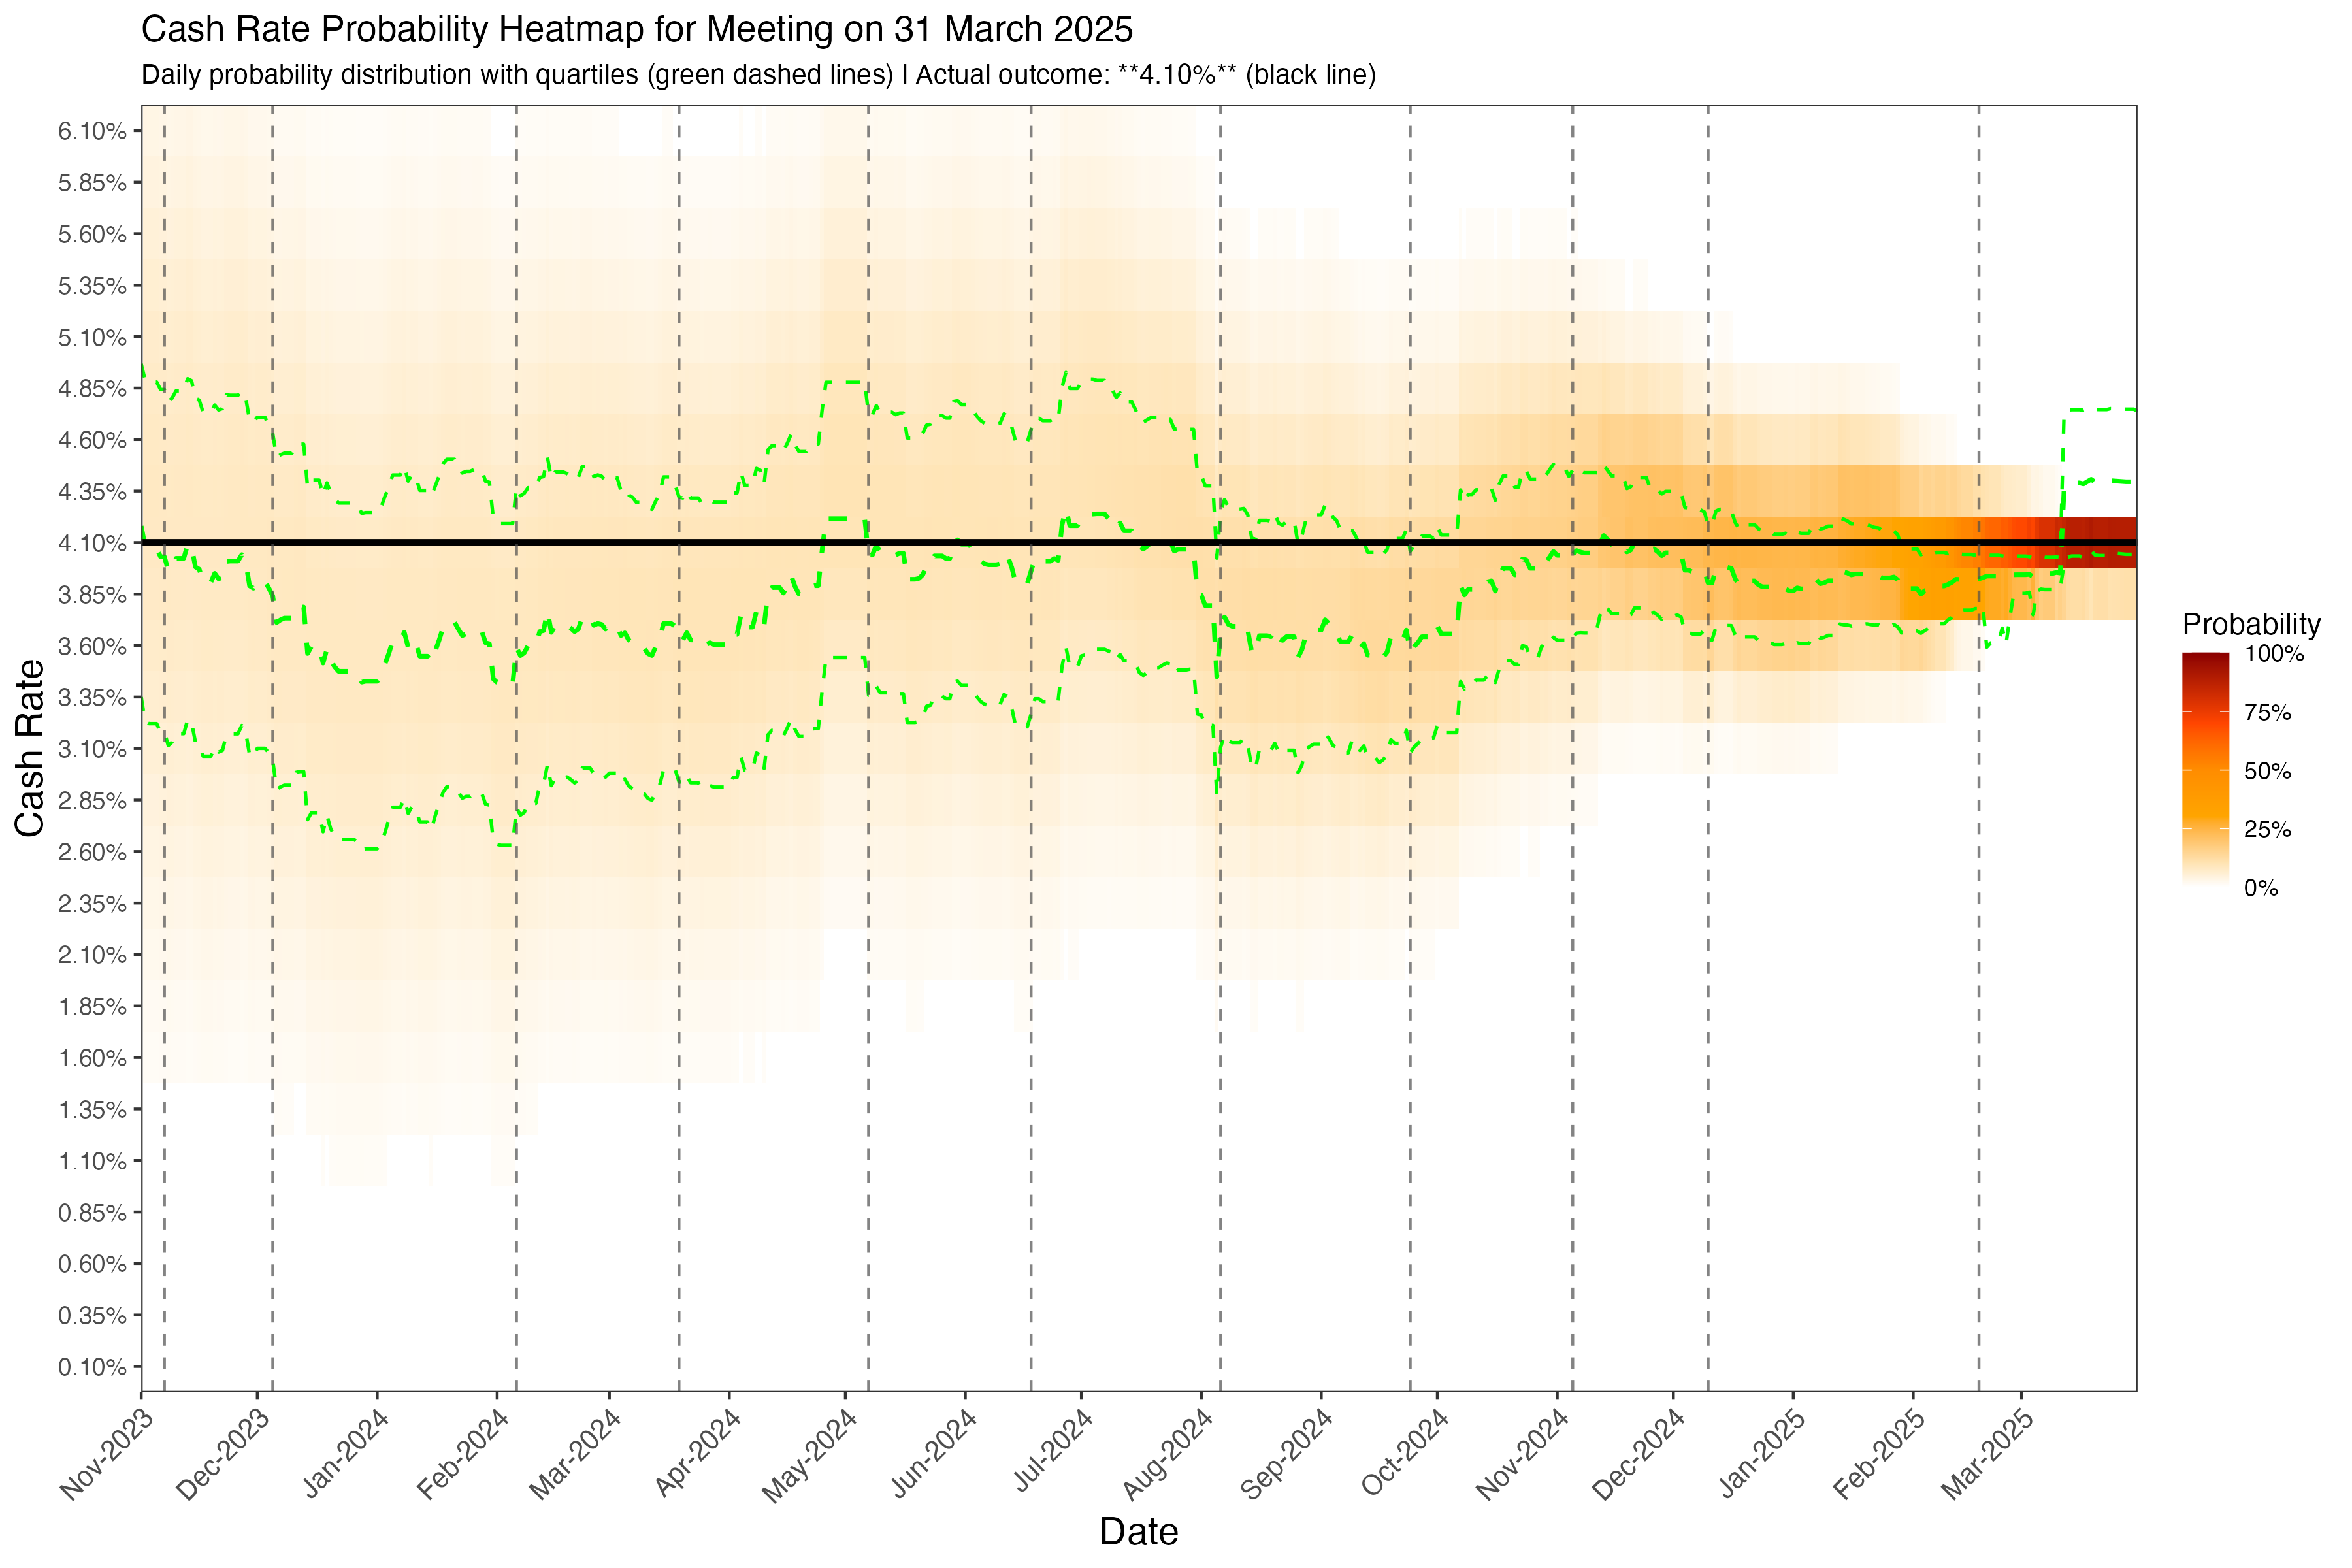 Cash Rate Probability Heatmap for Meeting on 31 March 2025
Daily probability distribution with quartiles (green dashed lines) | Actual outcome: **4.10%** (black line)
6.10%
5.85%
5.60%
5.35%
5.10%
4.85%
4.60%
4.35%
4.10%
3.85%
3.60%
3.35%
3.10%
2.85%
2.60%
2.35%
2.10%
1.85%
1.60%
1.35%
1.10%
0.85%
0.60%
0.35%
0.10%
Cash Rate
Nov-2023
Dec-2023
Jan-2024
Feb-2024
Mar-2024
Apr-2024
May-2024
Jun-2024
Jul-2024
Aug-2024
Sep-2024
Oct-2024
Nov-2024
Dec-2024
Jan-2025
Feb-2025
Mar-2025
Date
Probability
100%
75%
50%
25%
0%